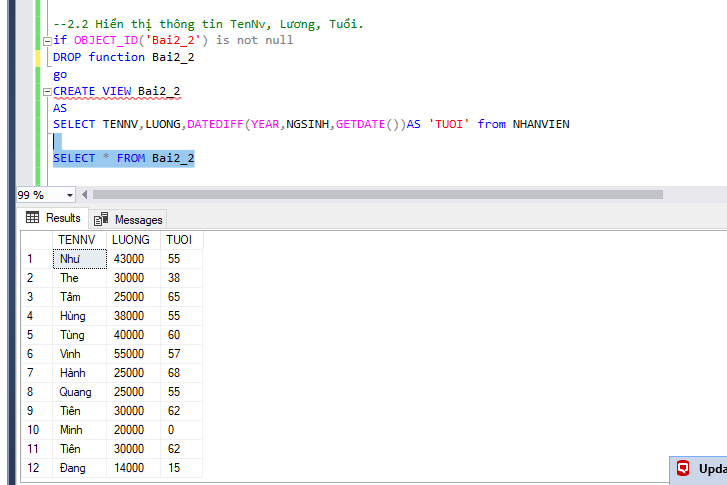 --2.2 Hiển thị thông tin TenNv, Lương, Tuổi.
if OBJECT_ID('Bai2_2') is not null
DROP function Bai2_2
go
CREATE VIEW Bai2_2
AS
SELECT TENNV,LUONG,DATEDIFF(YEAR,NGSINH,GETDATE())AS 'TUOI' from NHANVIEN
SELECT * FROM Bai2_2
99 %
Results Messages
TENNV LUONG TUOI
1 Như 43000 55
2 The 30000 38
3 Tâm 25000 65
4 Hùng 38000 55
5 Tùng 40000 60
6 Vinh 55000 57
7 Hành 25000 68
8 Quang 25000 55
9 Tiên 30000 62
10 Minh 20000 0
11 Tiên 30000 62
12 Đang 14000 15
Upda